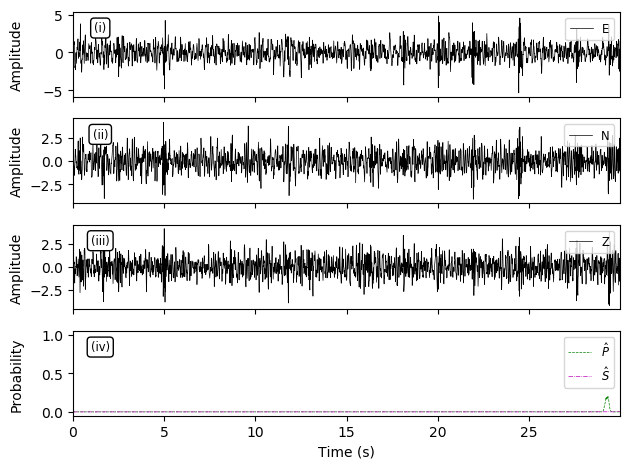 5
0
−5
Amplitude
(i)
E
2.5
0.0
−2.5
Amplitude
(ii)
N
2.5
0.0
−2.5
Amplitude
(iii)
Z
1.0
0.5
0.0
Probability
(iv)
P̂
Ŝ
0 5 10 15 20 25
Time (s)